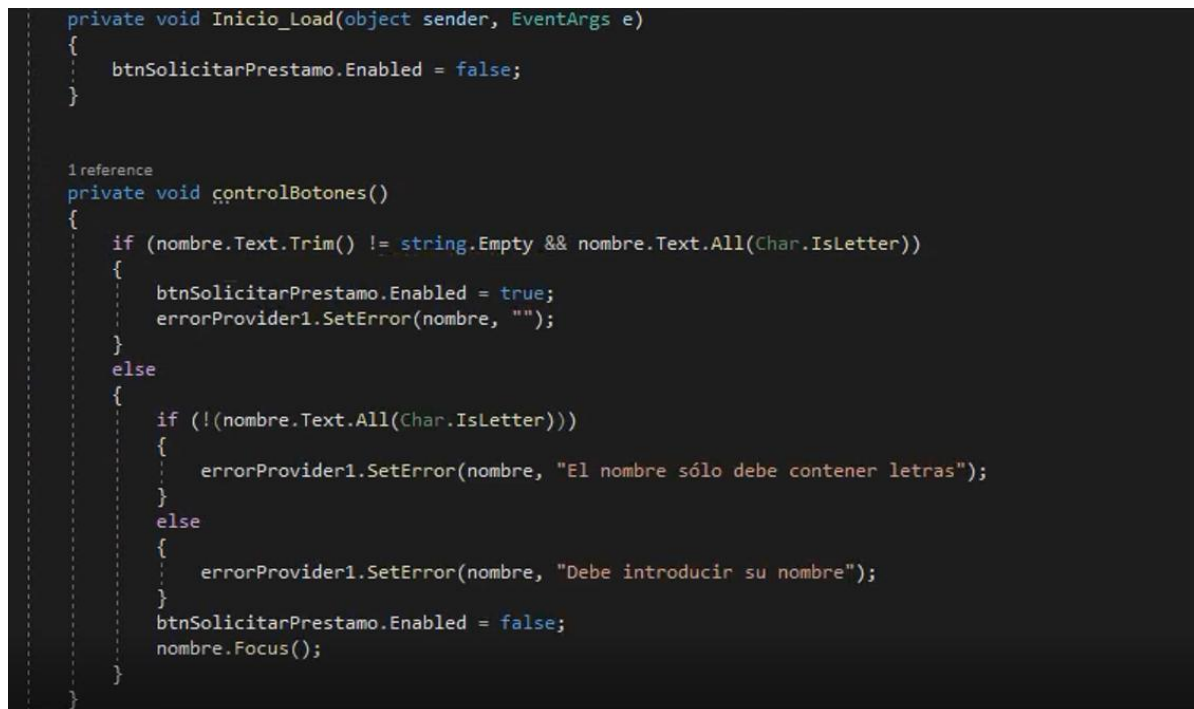 private void Inicio_Load(object sender, EventArgs e)
{
btnSolicitarPrestamo.Enabled = false;
}
1 reference
private void controlBotones()
{
if (nombre.Text.Trim() != string.Empty && nombre.Text.All(Char.IsLetter))
{
btnSolicitarPrestamo.Enabled = true;
errorProvider1.SetError(nombre, "");
}
else
{
if (!(nombre.Text.All(Char.IsLetter)))
{
errorProvider1.SetError(nombre, "El nombre sólo debe contener letras");
}
else
{
errorProvider1.SetError(nombre, "Debe introducir su nombre");
}
btnSolicitarPrestamo.Enabled = false;
nombre.Focus();
}
}